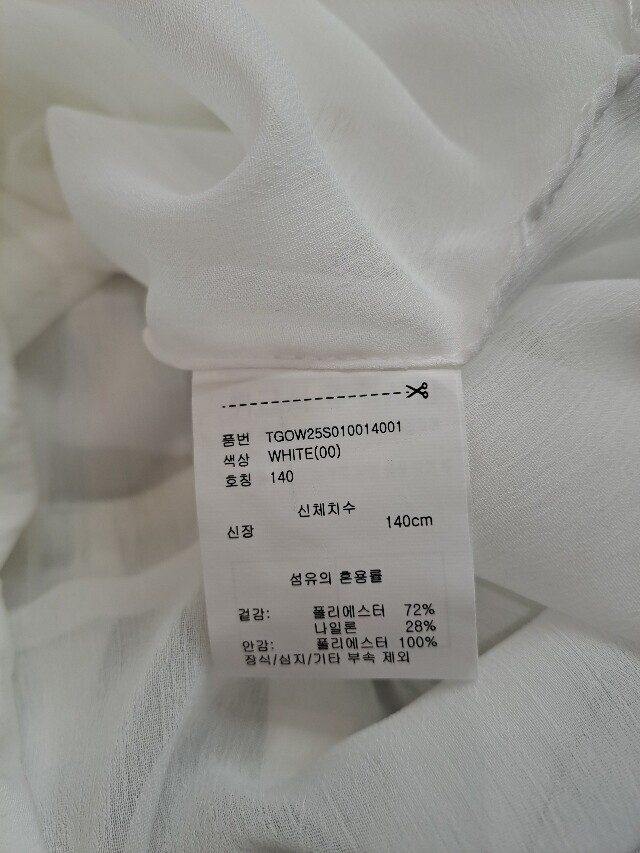 품번 TGOW25S010014001
색상 WHITE(00)
호칭 140
신체치수
신장 140cm
섬유의 혼용률
겉감: 폴리에스터 72%
나일론 28%
안감: 폴리에스터 100%
장식/심지/기타 부속 제외